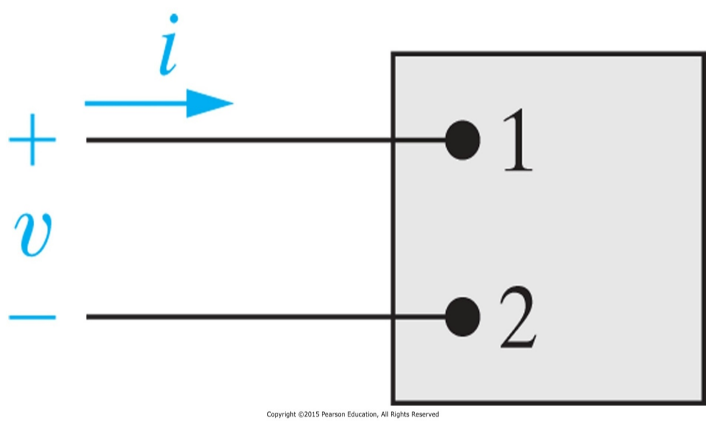 i
+
1
v
−
2
Copyright ©2015 Pearson Education, All Rights Reserved